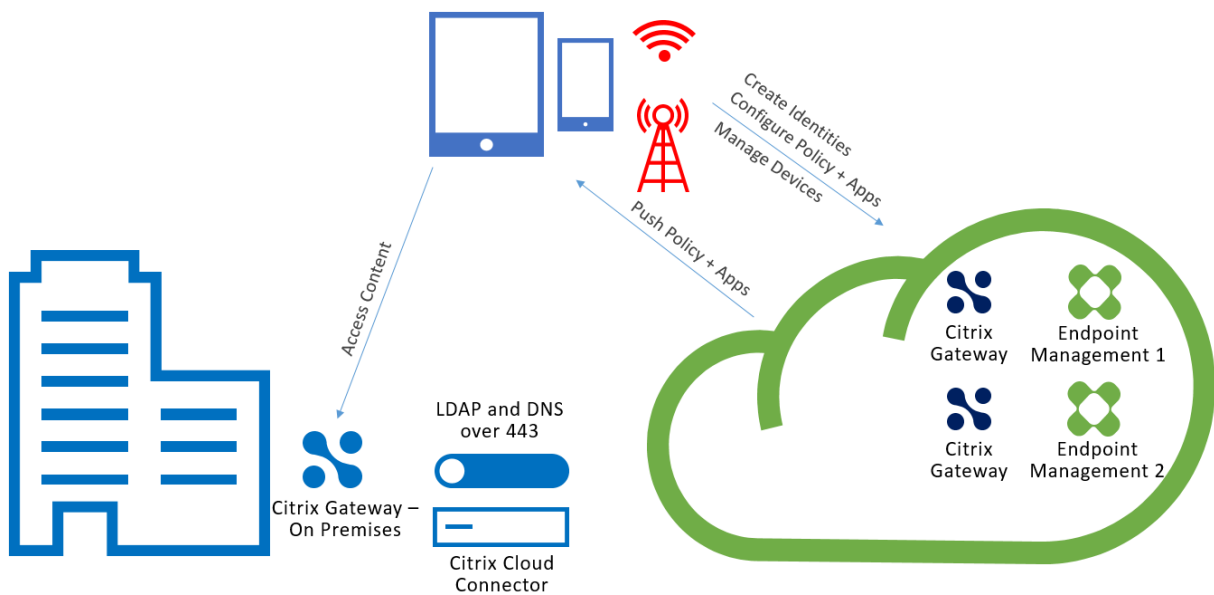 Create Identities
Configure Policy + Apps
Manage Devices
Push Policy + Apps
Access Content
Citrix
Gateway
Endpoint
Management 1
Citrix
Gateway
Endpoint
Management 2
LDAP and DNS
over 443
Citrix Gateway –
On Premises
Citrix Cloud
Connector